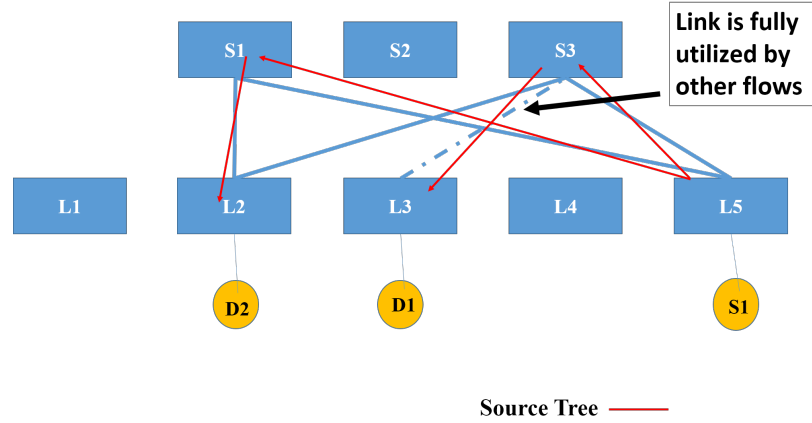 Link is fully
utilized by
other flows
S1
S2
S3
L1
L2
L3
L4
L5
D2
D1
S1
Source Tree